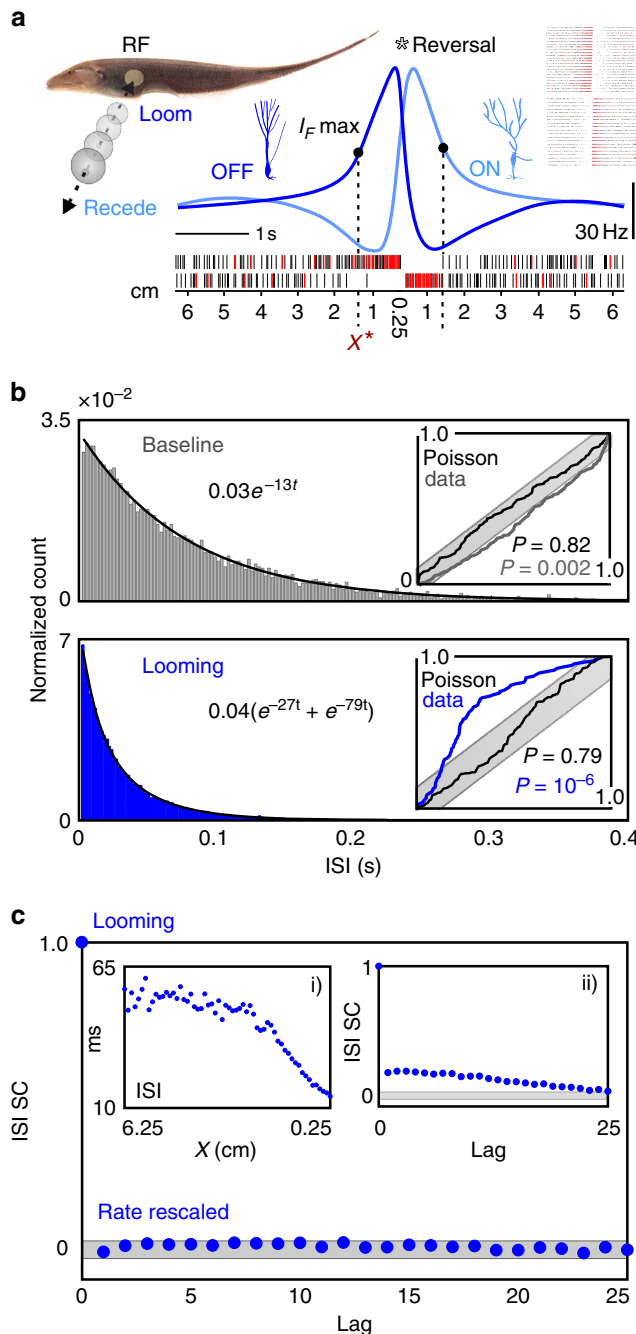 a
RF
Reversal
Loom
I_F max
OFF
ON
Recede
1 s
30 Hz
cm
6 5 4 3 2 1 0.25 1 2 3 4 5 6
X*
b
×10⁻²
3.5
Baseline
0.03e⁻¹³ᵗ
1.0
Poisson
data
P = 0.82
P = 0.002
0
1.0
0
Normalized count
7
Looming
0.04(e⁻²⁷ᵗ + e⁻⁷⁹ᵗ)
1.0
Poisson
data
P = 0.79
P = 10⁻⁶
1.0
0
0 0.1 0.2 0.3 0.4
ISI (s)
c
Looming
1.0
65
i)
ms
ISI
10
6.25 0.25
X (cm)
1
ii)
ISI SC
0
0 25
Lag
ISI SC
Rate rescaled
0
0 5 10 15 20 25
Lag